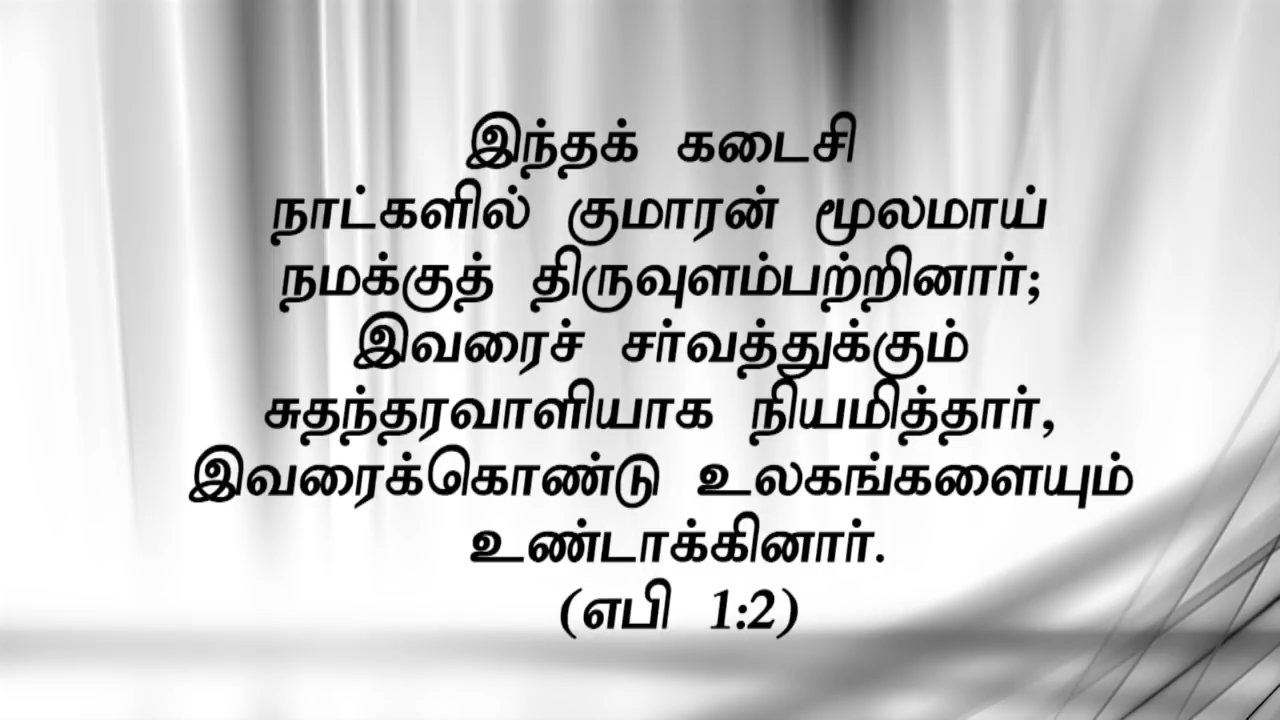 இந்தக் கடைசி
நாட்களில் குமாரன் மூலமாய்
நமக்குத் திருவுளம்பற்றினார்;
இவரைச் சர்வத்துக்கும்
சுதந்தரவாளியாக நியமித்தார்,
இவரைக்கொண்டு உலகங்களையும்
உண்டாக்கினார்.
(எபி 1:2)